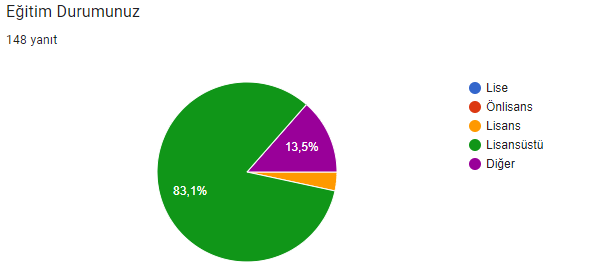 Eğitim Durumunuz
148 yanıt
Lise
Önlisans
Lisans
Lisansüstü
Diğer
13,5%
83,1%